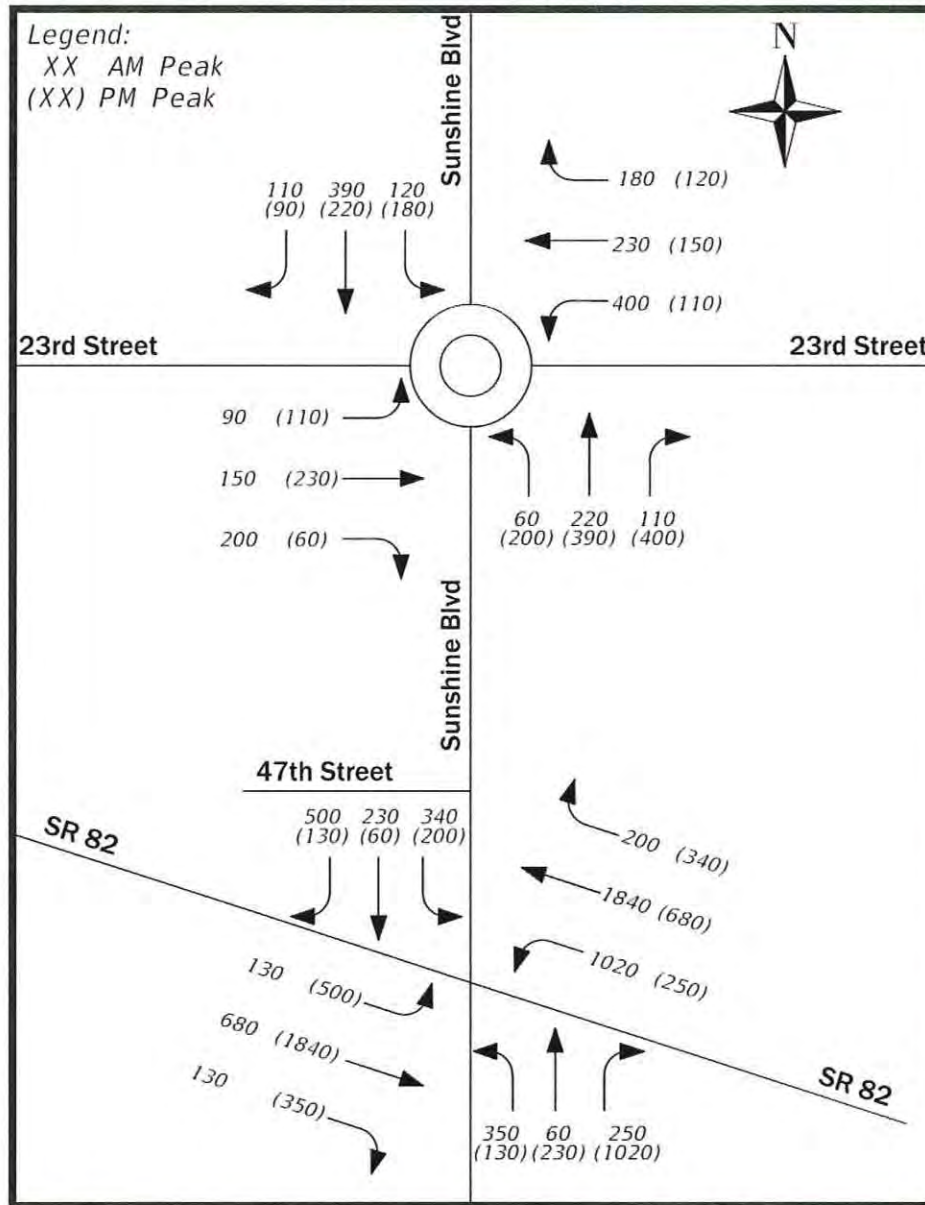 Legend:
XX AM Peak
(XX) PM Peak
N
Sunshine Blvd
110 390 120
(90) (220) (180)
180 (120)
230 (150)
400 (110)
23rd Street
23rd Street
90 (110)
150 (230)
200 (60)
60 220 110
(200) (390) (400)
Sunshine Blvd
47th Street
SR 82
500 230 340
(130) (60) (200)
200 (340)
1840 (680)
1020 (250)
130 (500)
680 (1840)
130 (350)
350 60 250
(130) (230) (1020)
SR 82